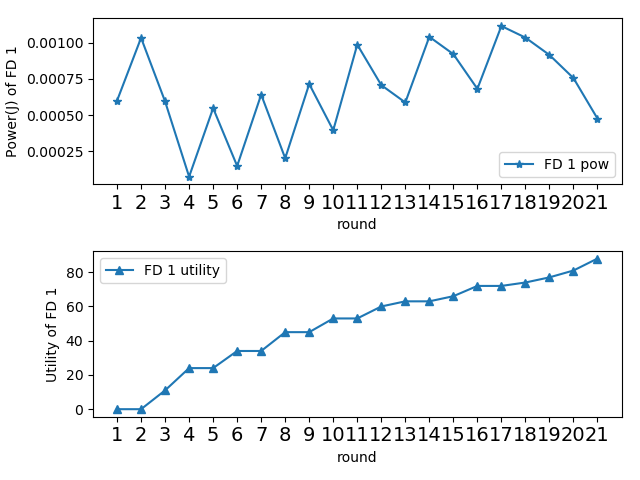 Power(J) of FD 1
0.00100
0.00075
0.00050
0.00025
FD 1 pow
1 2 3 4 5 6 7 8 9 10 11 12 13 14 15 16 17 18 19 20 21
round
Utility of FD 1
80
60
40
20
0
FD 1 utility
1 2 3 4 5 6 7 8 9 10 11 12 13 14 15 16 17 18 19 20 21
round